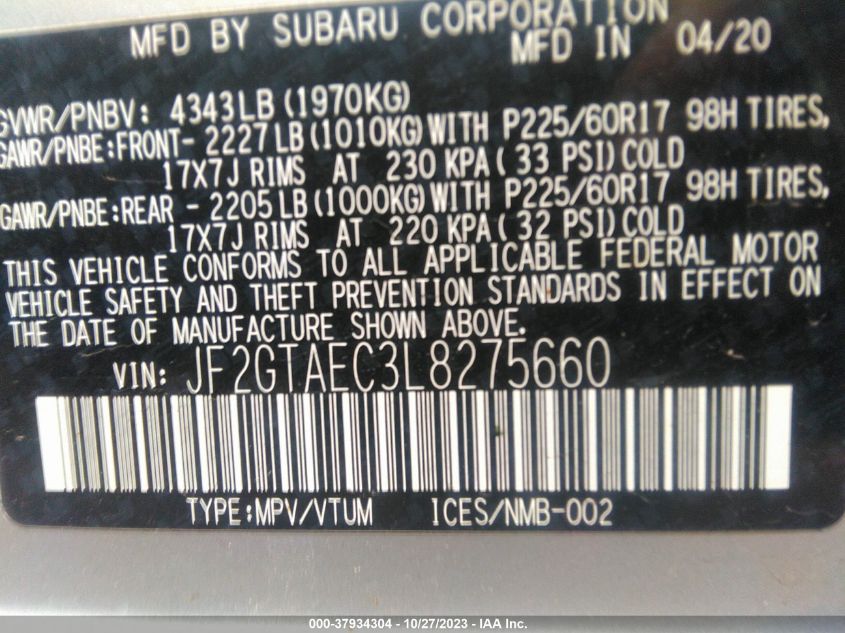 MFD BY SUBARU CORPORATION
MFD IN 04/20
GVWR/PNBV: 4343LB (1970KG)
GAWR/PNBE:FRONT- 2227 LB (1010KG) WITH P225/60R17 98H TIRES,
17X7J RIMS AT 230 KPA ( 33 PSI) COLD
GAWR/PNBE:REAR - 2205 LB (1000KG) WITH P225/60R17 98H TIRES,
17X7J RIMS AT 220 KPA ( 32 PSI) COLD
THIS VEHICLE CONFORMS TO ALL APPLICABLE FEDERAL MOTOR
VEHICLE SAFETY AND THEFT PREVENTION STANDARDS IN EFFECT ON
THE DATE OF MANUFACTURE SHOWN ABOVE.
VIN: JF2GTAEC3L8275660
TYPE:MPV/VTUM ICES/NMB-002
000-37934304 | 10/27/2023 - IAA Inc.